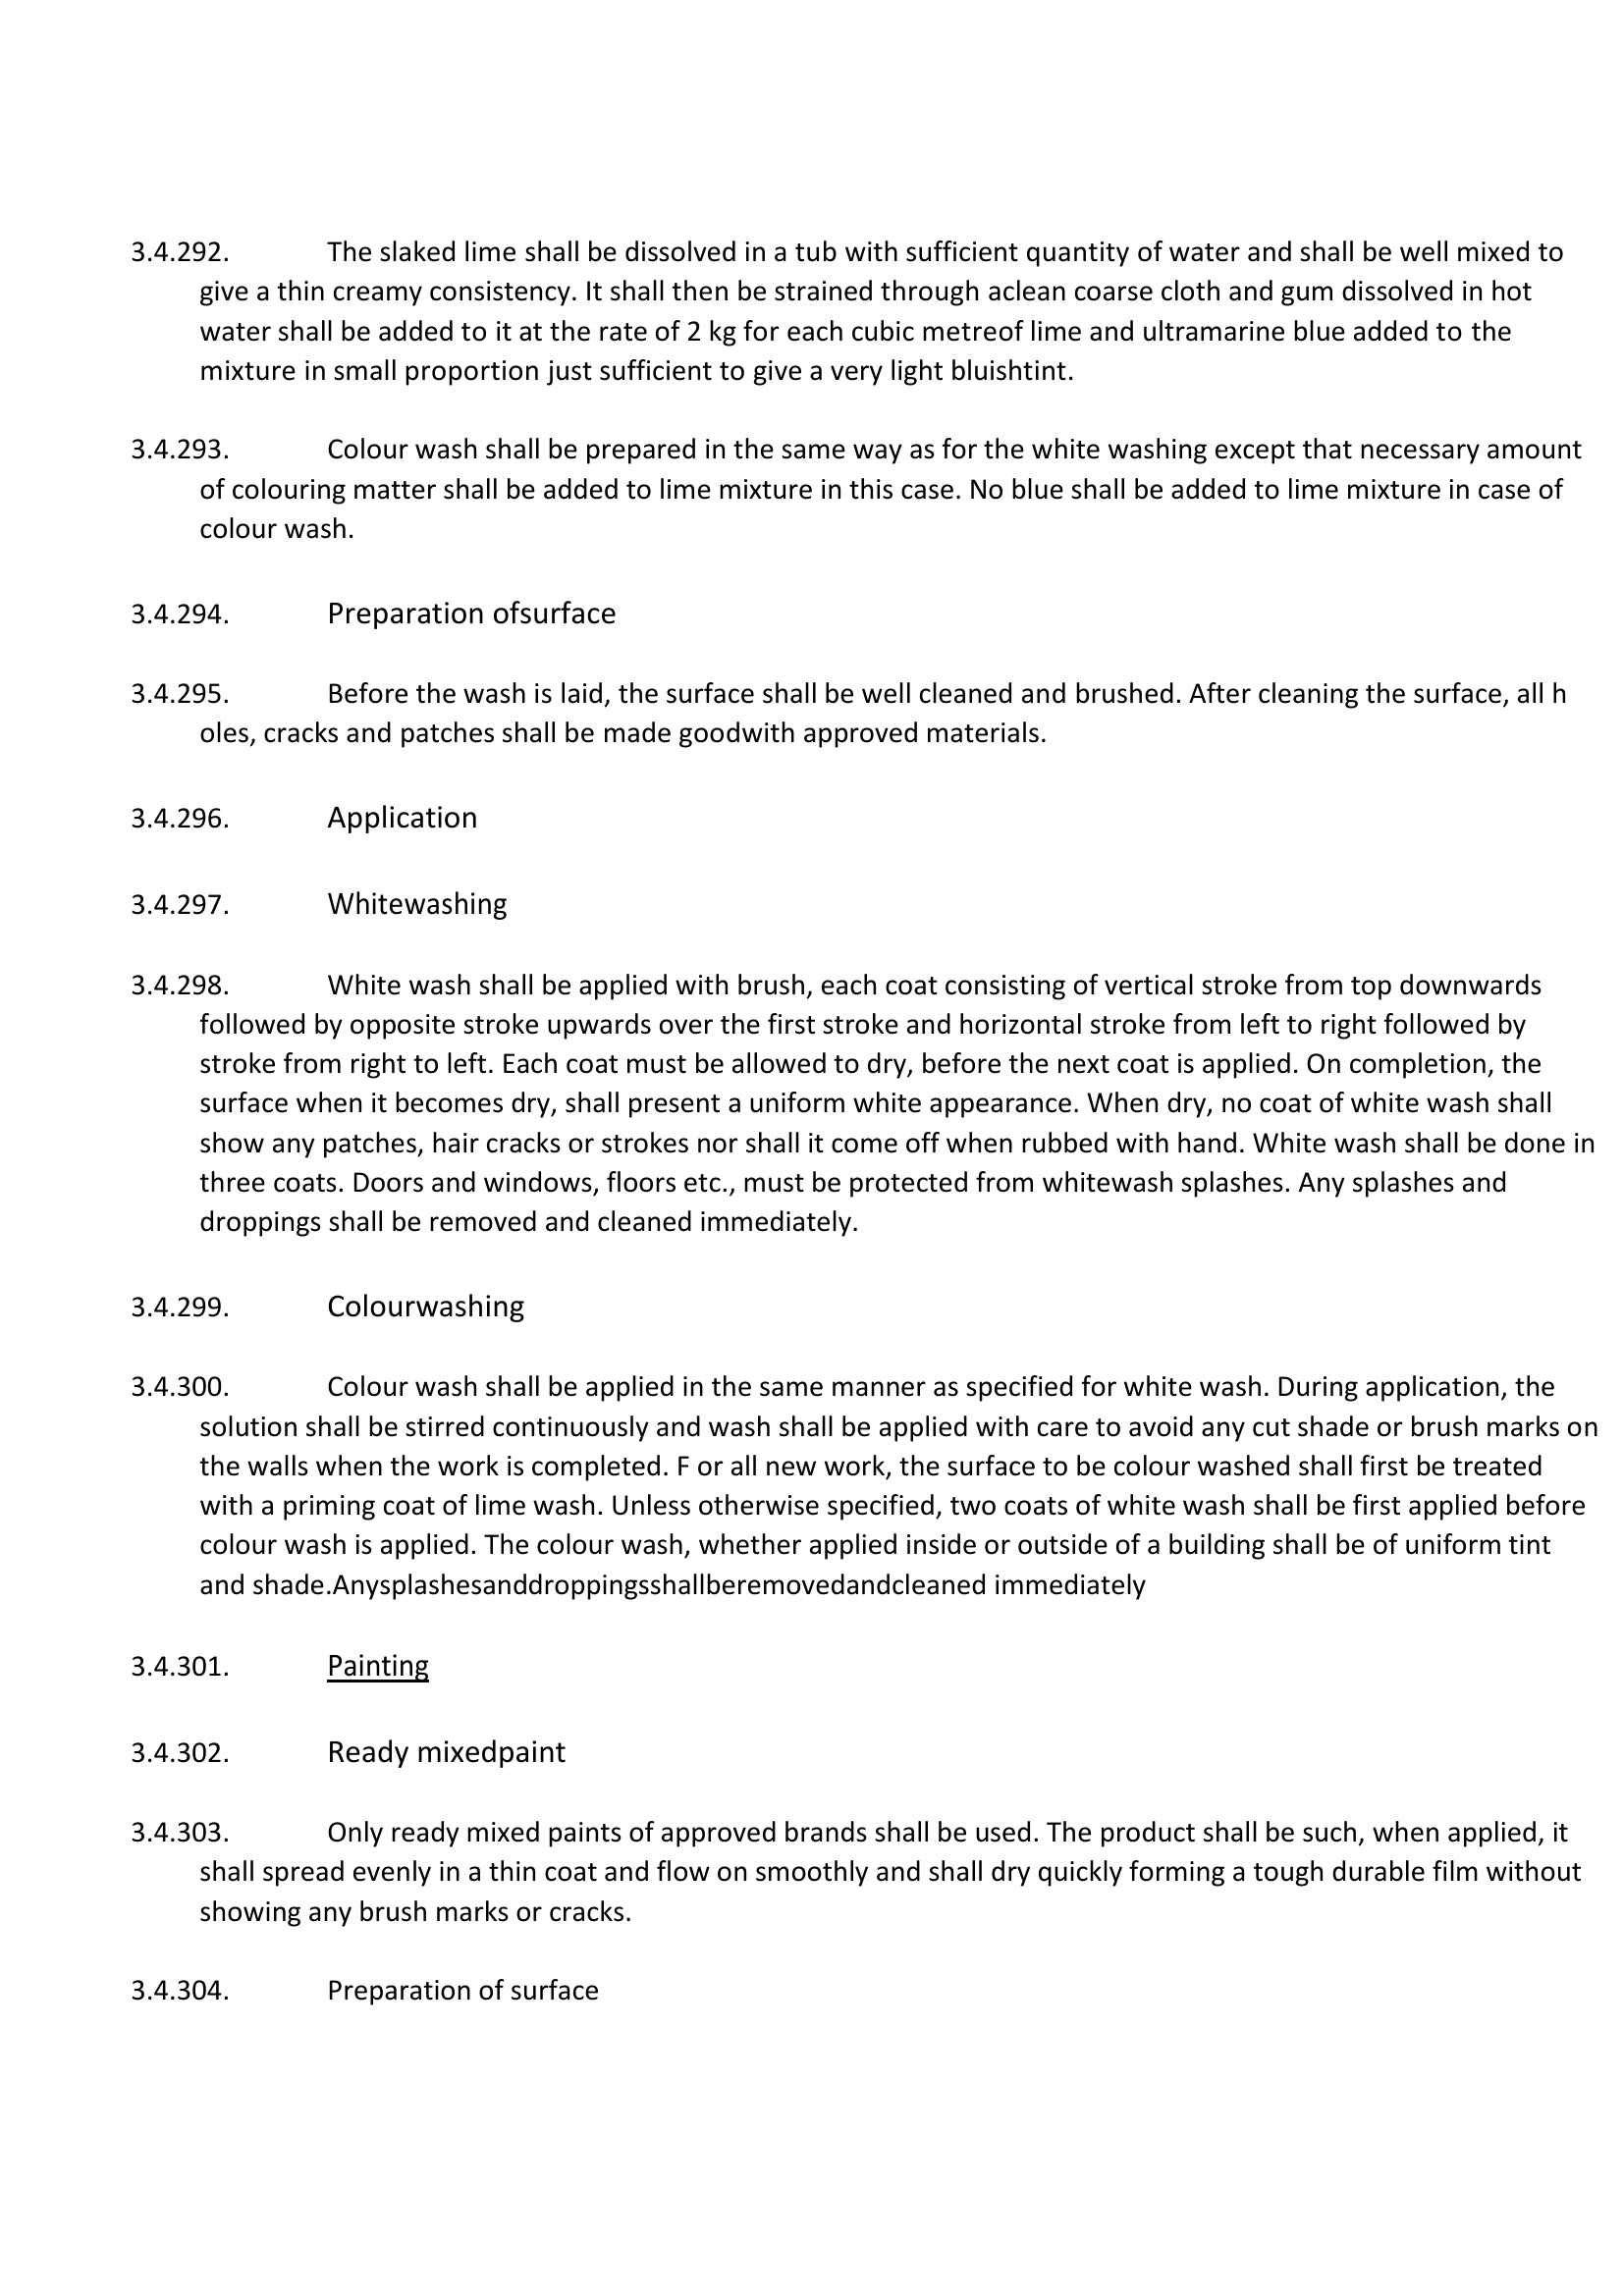 3.4.292. The slaked lime shall be dissolved in a tub with sufficient quantity of water and shall be well mixed to
give a thin creamy consistency. It shall then be strained through aclean coarse cloth and gum dissolved in hot
water shall be added to it at the rate of 2 kg for each cubic metreof lime and ultramarine blue added to the
mixture in small proportion just sufficient to give a very light bluishtint.
3.4.293. Colour wash shall be prepared in the same way as for the white washing except that necessary amount
of colouring matter shall be added to lime mixture in this case. No blue shall be added to lime mixture in case of
colour wash.
3.4.294. Preparation ofsurface
3.4.295. Before the wash is laid, the surface shall be well cleaned and brushed. After cleaning the surface, all h
oles, cracks and patches shall be made goodwith approved materials.
3.4.296. Application
3.4.297. Whitewashing
3.4.298. White wash shall be applied with brush, each coat consisting of vertical stroke from top downwards
followed by opposite stroke upwards over the first stroke and horizontal stroke from left to right followed by
stroke from right to left. Each coat must be allowed to dry, before the next coat is applied. On completion, the
surface when it becomes dry, shall present a uniform white appearance. When dry, no coat of white wash shall
show any patches, hair cracks or strokes nor shall it come off when rubbed with hand. White wash shall be done in
three coats. Doors and windows, floors etc., must be protected from whitewash splashes. Any splashes and
droppings shall be removed and cleaned immediately.
3.4.299. Colourwashing
3.4.300. Colour wash shall be applied in the same manner as specified for white wash. During application, the
solution shall be stirred continuously and wash shall be applied with care to avoid any cut shade or brush marks on
the walls when the work is completed. F or all new work, the surface to be colour washed shall first be treated
with a priming coat of lime wash. Unless otherwise specified, two coats of white wash shall be first applied before
colour wash is applied. The colour wash, whether applied inside or outside of a building shall be of uniform tint
and shade.Anysplashesanddroppingsshallberemovedandcleaned immediately
3.4.301. Painting
3.4.302. Ready mixedpaint
3.4.303. Only ready mixed paints of approved brands shall be used. The product shall be such, when applied, it
shall spread evenly in a thin coat and flow on smoothly and shall dry quickly forming a tough durable film without
showing any brush marks or cracks.
3.4.304. Preparation of surface